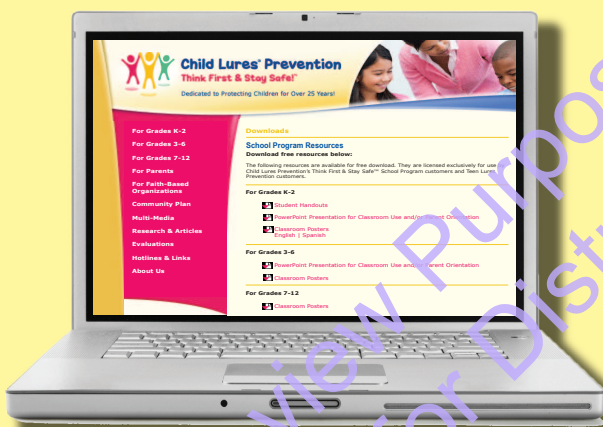 Child Lures® Prevention
Think First & Stay Safe!™
Dedicated to Protecting Children for Over 25 Years!
For Grades K-2
For Grades 3-6
For Grades 7-12
For Parents
For Faith-Based
Organizations
Community Plan
Multi-Media
Research & Articles
Evaluations
Hotlines & Links
About Us
Downloads
School Program Resources
Download free resources below:
The following resources are available for free download. They are licensed exclusively for use
Child Lures Prevention's Think First & Stay Safe™ School Program customers and Teen Lures
Prevention customers.
For Grades K-2
Student Handouts
PowerPoint Presentation for Classroom Use and/or Parent Orientation
Classroom Posters
English | Spanish
For Grades 3-6
PowerPoint Presentation for Classroom Use and/or Parent Orientation
Classroom Posters
For Grades 7-12
Classroom Posters
view Purpos
for Distr